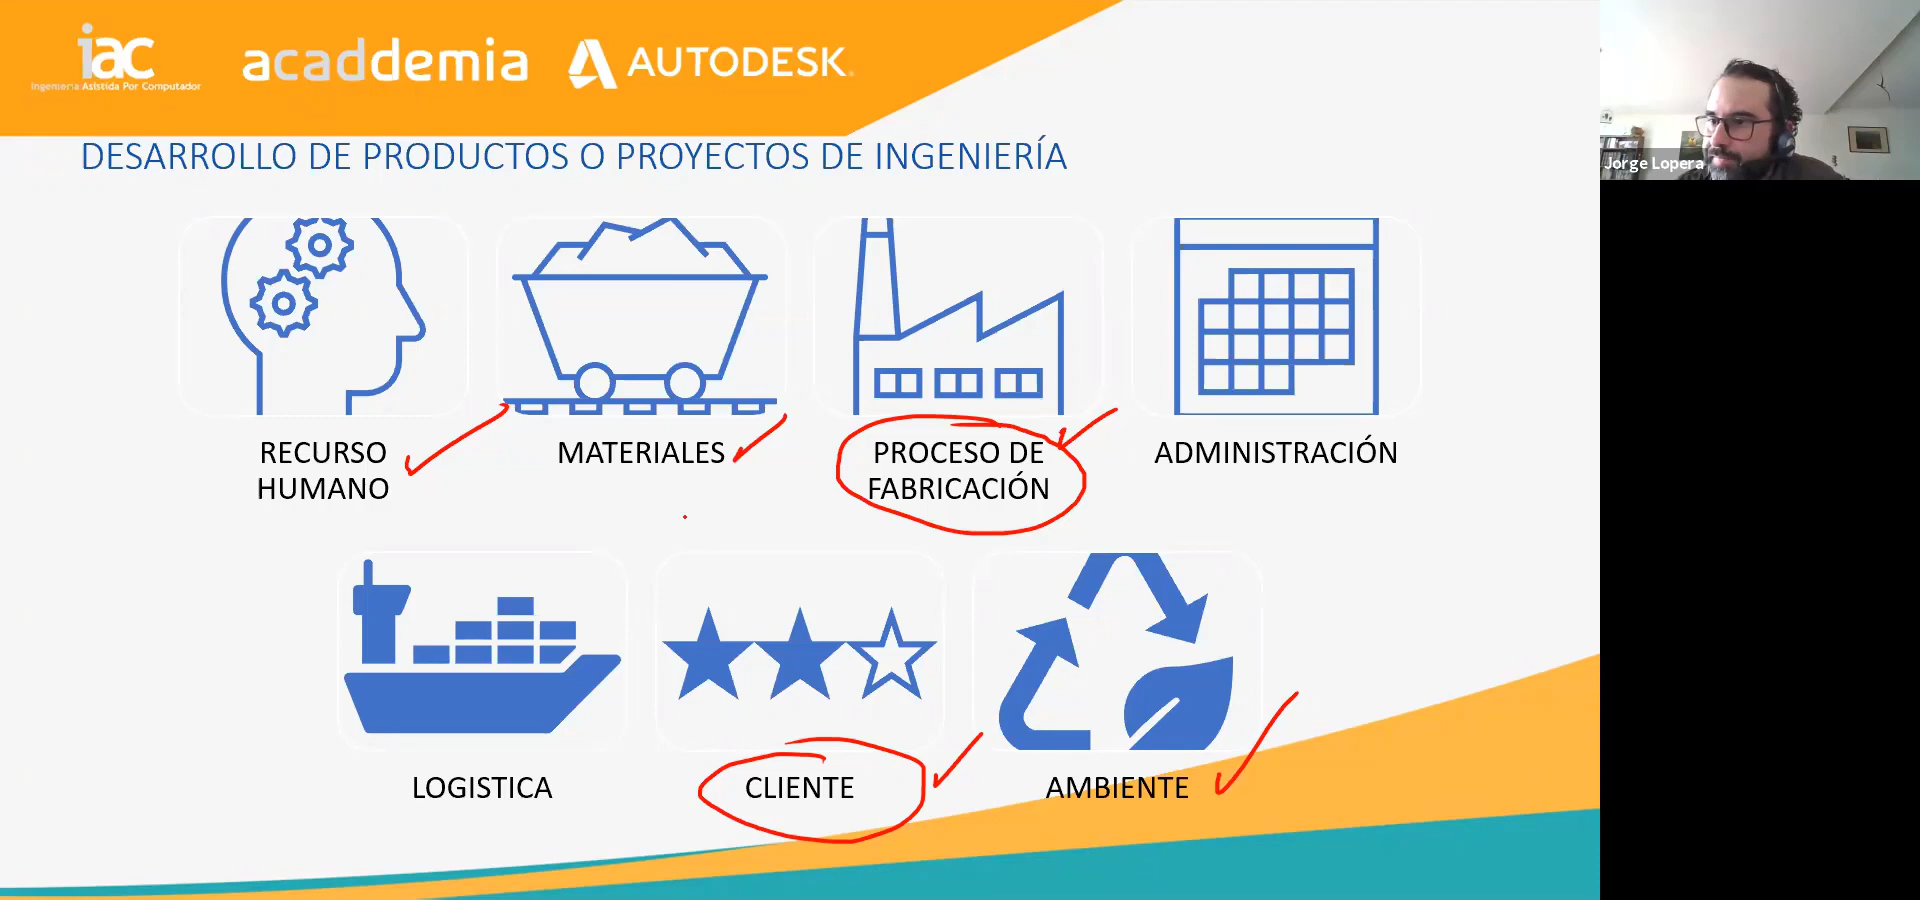 iac
Ingeniería Asistida Por Computador
acaddemia
AUTODESK
DESARROLLO DE PRODUCTOS O PROYECTOS DE INGENIERÍA
RECURSO
HUMANO
MATERIALES
PROCESO DE
FABRICACIÓN
ADMINISTRACIÓN
LOGISTICA
CLIENTE
AMBIENTE
Jorge Lopera